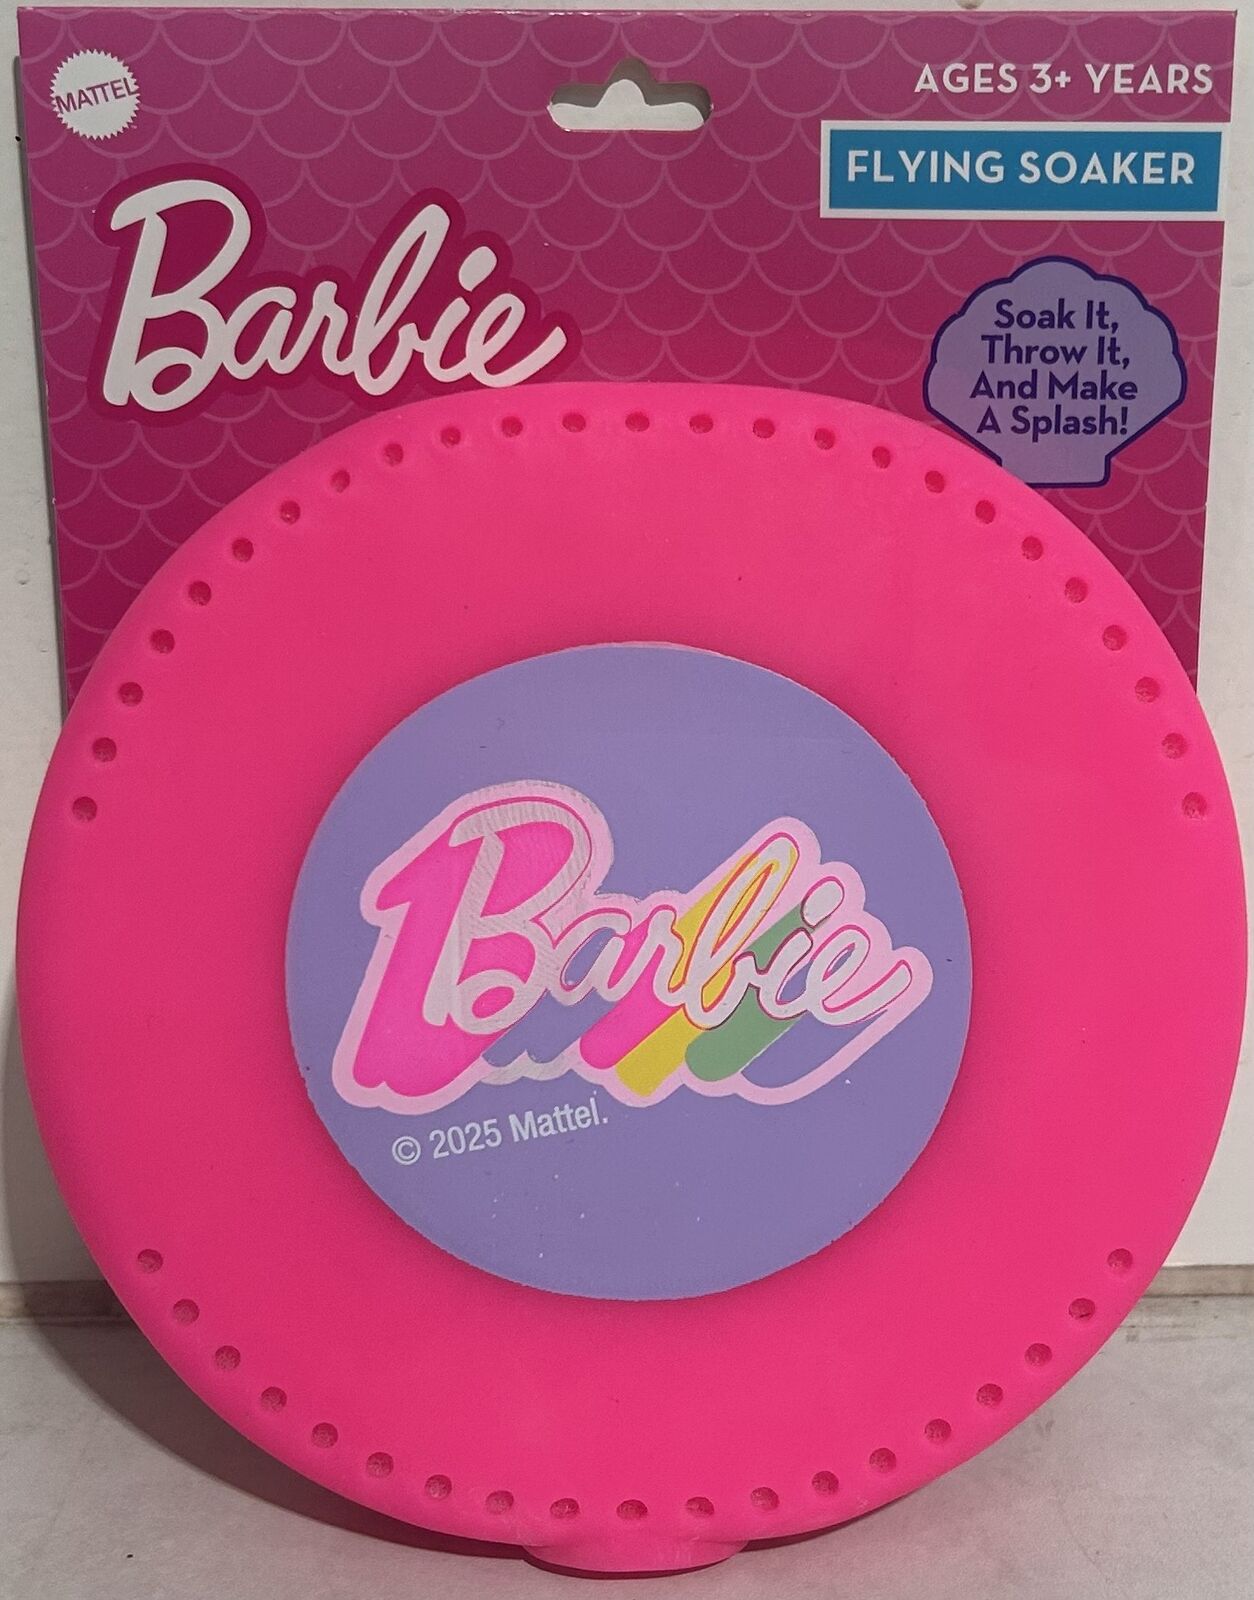 MATTEL
AGES 3+ YEARS
FLYING SOAKER
Barbie
Soak It,
Throw It,
And Make
A Splash!
Barbie
© 2025 Mattel.